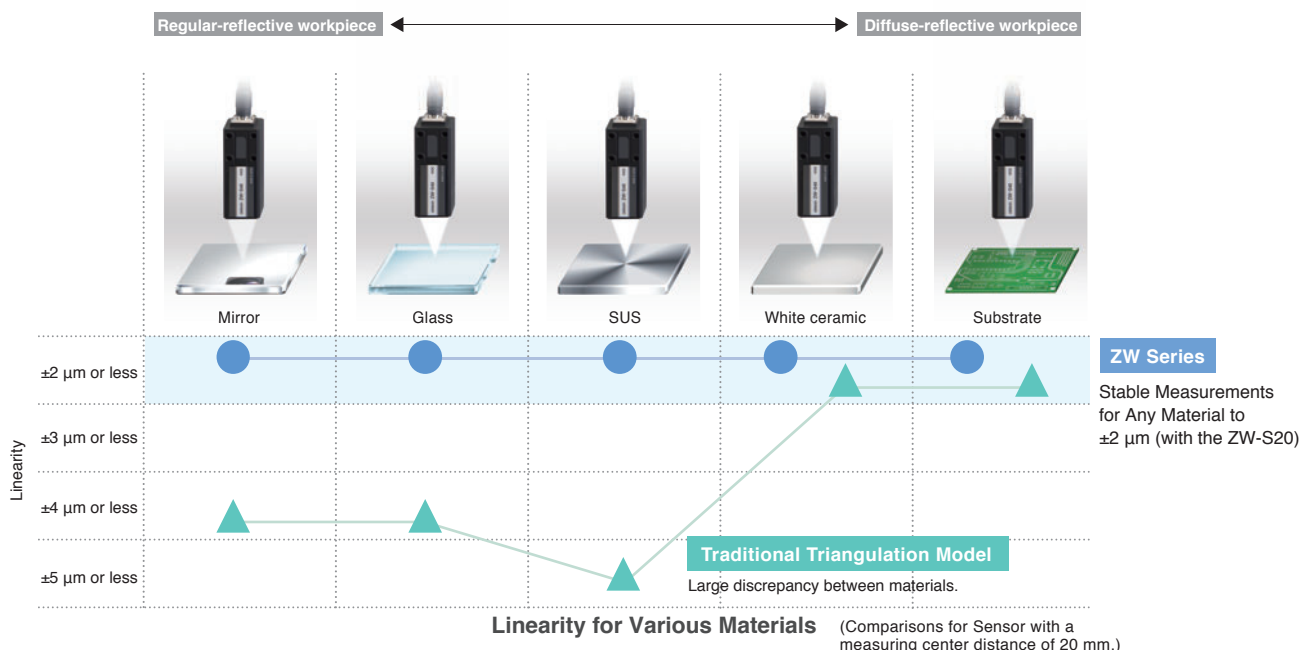 Regular-reflective workpiece
Diffuse-reflective workpiece
Mirror
Glass
SUS
White ceramic
Substrate
Linearity
±2 µm or less
±3 µm or less
±4 µm or less
±5 µm or less
ZW Series
Stable Measurements
for Any Material to
±2 µm (with the ZW-S20)
Traditional Triangulation Model
Large discrepancy between materials.
Linearity for Various Materials
(Comparisons for Sensor with a
measuring center distance of 20 mm.)